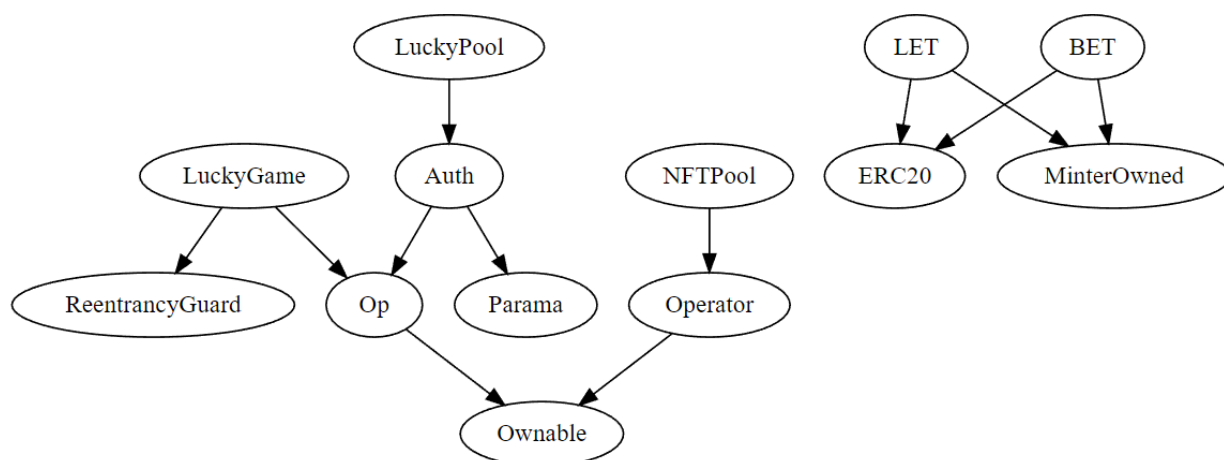 LuckyPool
LET
BET
LuckyGame
Auth
NFTPool
ERC20
MinterOwned
ReentrancyGuard
Op
Parama
Operator
Ownable